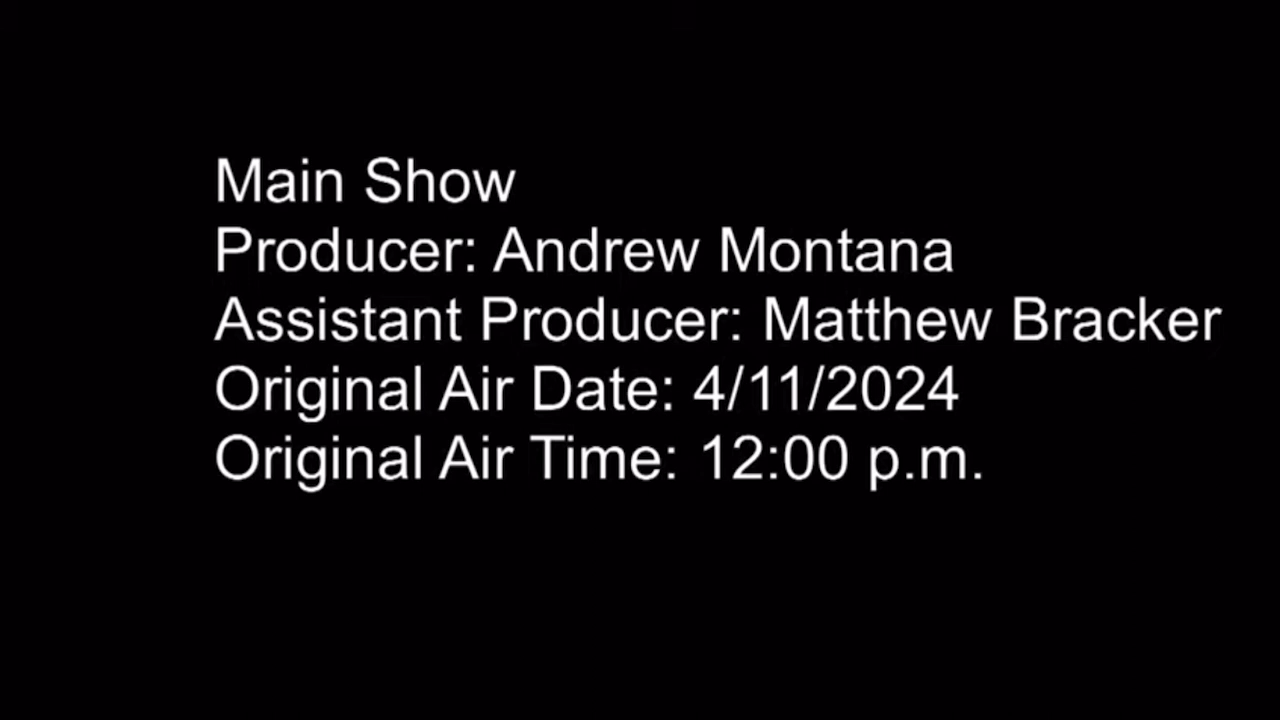 Main Show
Producer: Andrew Montana
Assistant Producer: Matthew Bracker
Original Air Date: 4/11/2024
Original Air Time: 12:00 p.m.